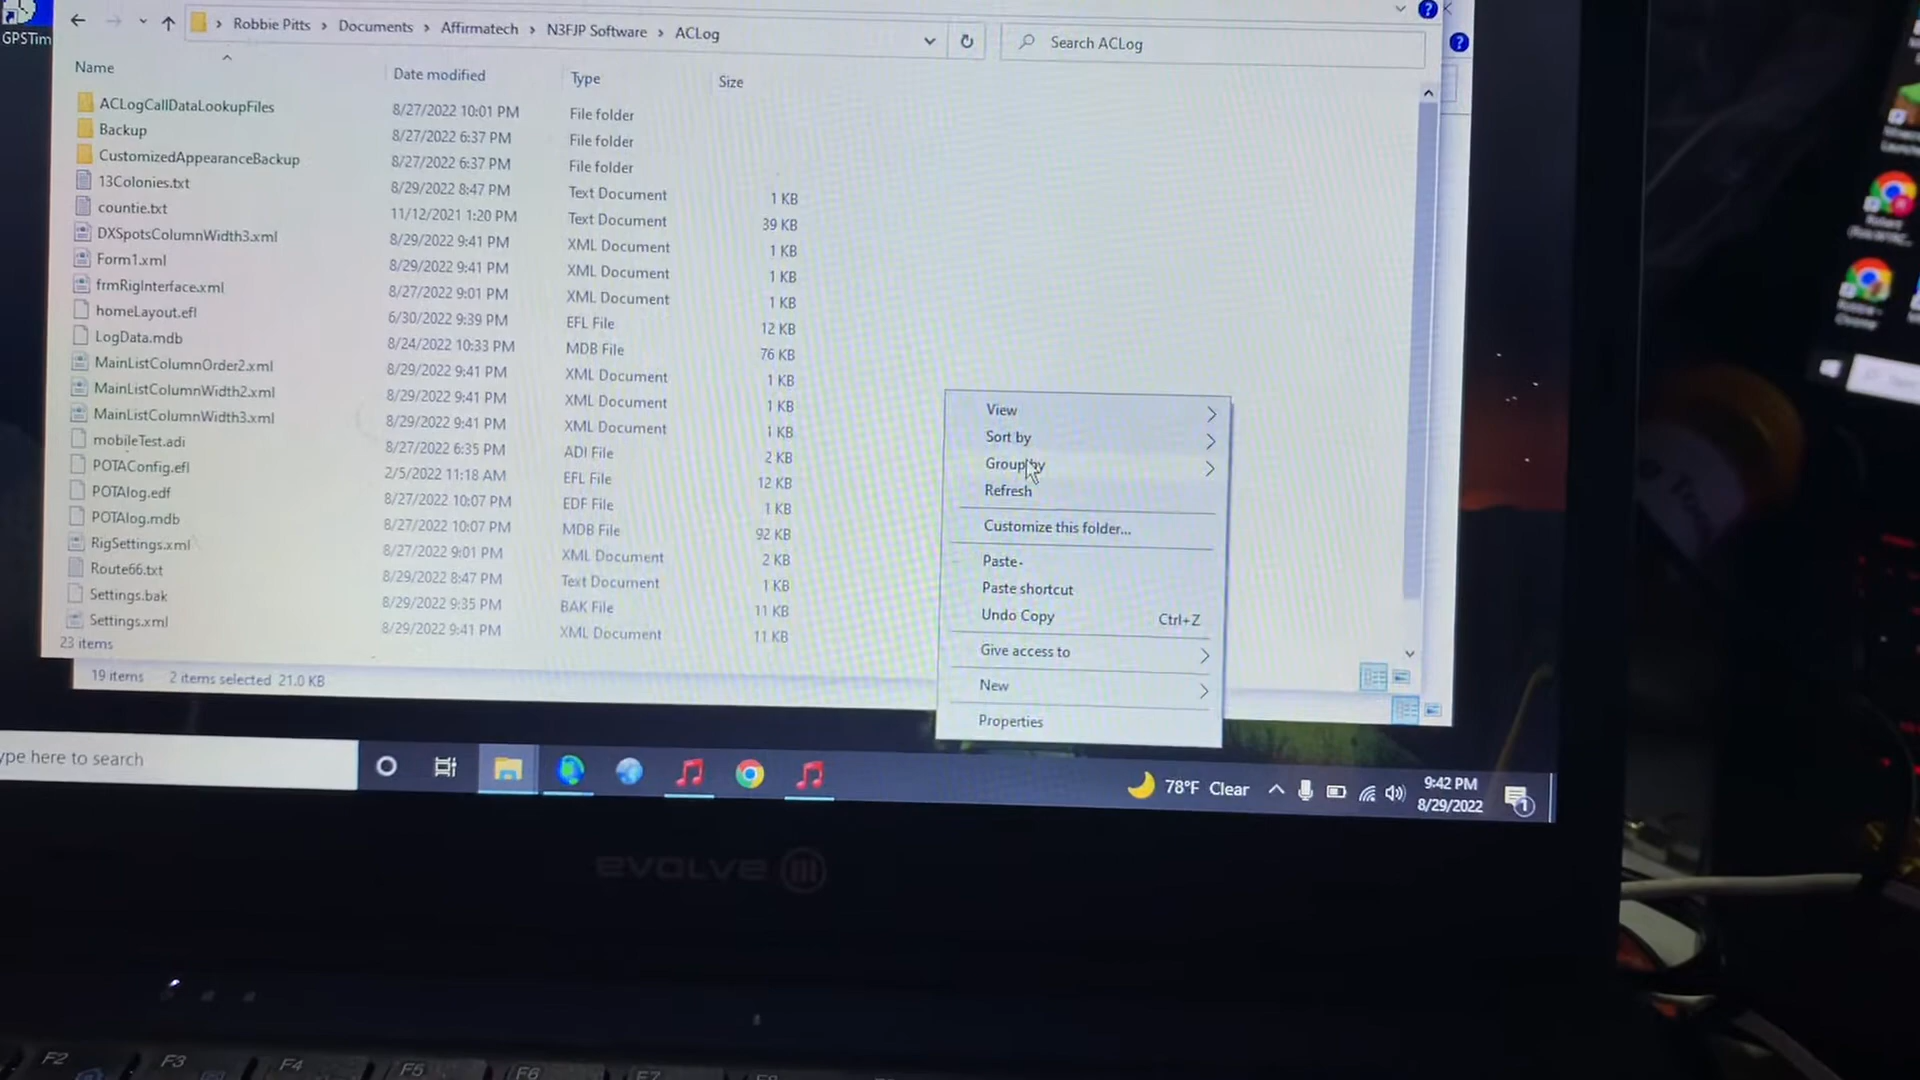 GPSTim
Robbie Pitts > Documents > Affirmatech > N3FJP Software > ACLog
Search ACLog
Name Date modified Type Size
ACLogCallDataLookupFiles 8/27/2022 10:01 PM File folder
Backup 8/27/2022 6:37 PM File folder
CustomizedAppearanceBackup 8/27/2022 6:37 PM File folder
13Colonies.txt 8/29/2022 8:47 PM Text Document 1 KB
countie.txt 11/12/2021 1:20 PM Text Document 39 KB
DXSpotsColumnWidth3.xml 8/29/2022 9:41 PM XML Document 1 KB
Form1.xml 8/29/2022 9:41 PM XML Document 1 KB
frmRigInterface.xml 8/27/2022 9:01 PM XML Document 1 KB
homeLayout.efl 6/30/2022 9:39 PM EFL File 12 KB
LogData.mdb 8/24/2022 10:33 PM MDB File 76 KB
MainListColumnOrder2.xml 8/29/2022 9:41 PM XML Document 1 KB
MainListColumnWidth2.xml 8/29/2022 9:41 PM XML Document 1 KB
MainListColumnWidth3.xml 8/29/2022 9:41 PM XML Document 1 KB
mobileTest.adi 8/27/2022 6:35 PM ADI File 2 KB
POTAConfig.efl 2/5/2022 11:18 AM EFL File 12 KB
POTAlog.edf 8/27/2022 10:07 PM EDF File 1 KB
POTAlog.mdb 8/27/2022 10:07 PM MDB File 92 KB
RigSettings.xml 8/27/2022 9:01 PM XML Document 2 KB
Route66.txt 8/29/2022 8:47 PM Text Document 1 KB
Settings.bak 8/29/2022 9:35 PM BAK File 11 KB
Settings.xml 8/29/2022 9:41 PM XML Document 11 KB
23 items
19 items 2 items selected 21.0 KB
View
Sort by
Group by
Refresh
Customize this folder...
Paste
Paste shortcut
Undo Copy Ctrl+Z
Give access to
New
Properties
ype here to search
78°F Clear
9:42 PM
8/29/2022
1
EVOLVE III
F2 F3 F4 F5 F6 F7 F8